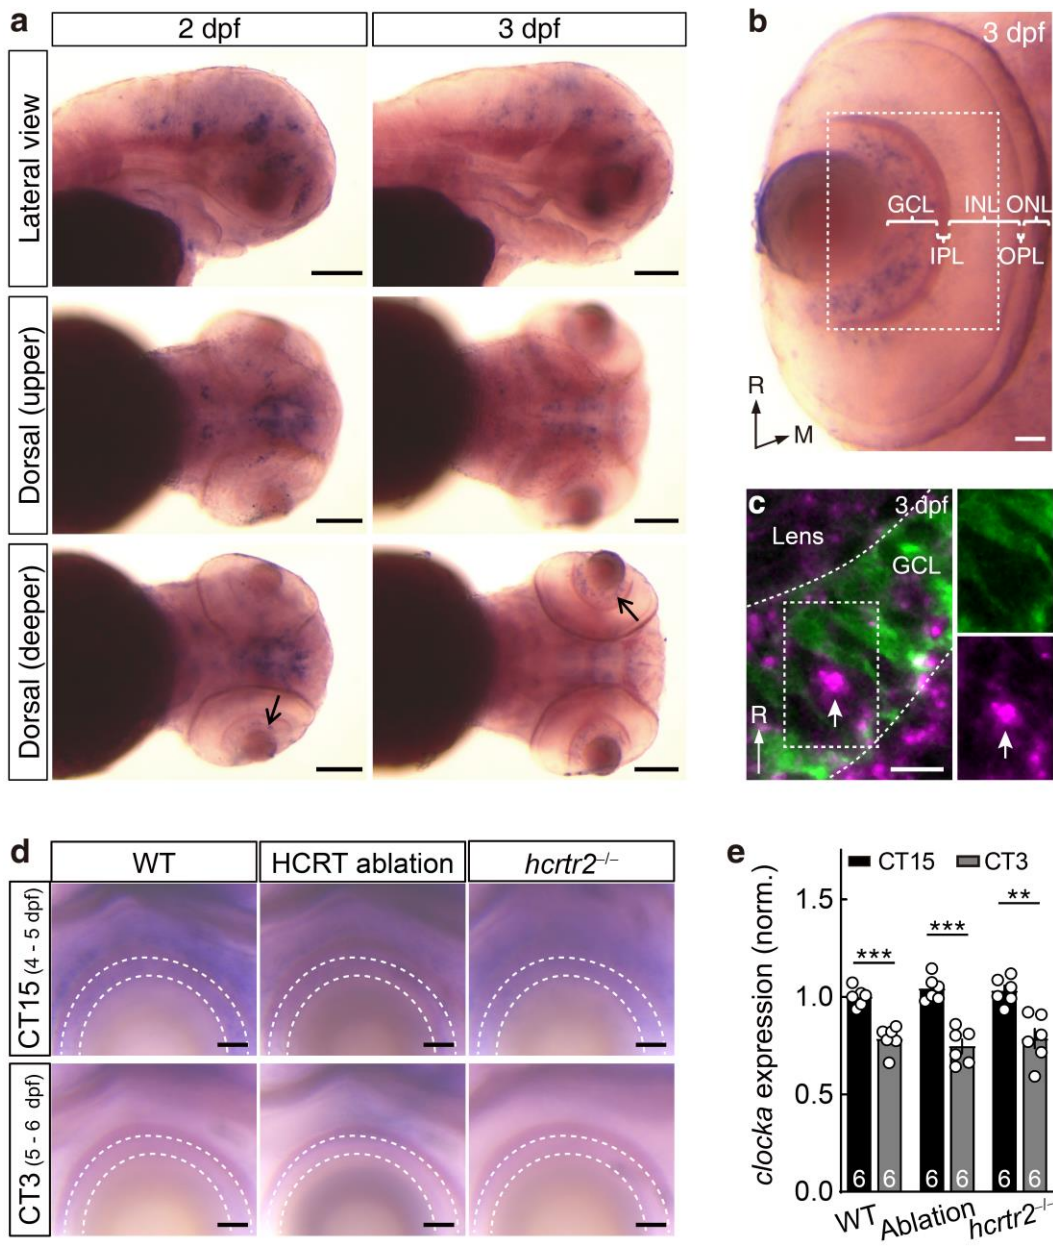 a
2 dpf
3 dpf
Lateral view
Dorsal (upper)
Dorsal (deeper)
b
3 dpf
GCL
INL
ONL
IPL
OPL
R
M
c
3 dpf
Lens
GCL
R
d
WT
HCRT ablation
hcrtr2–/–
CT15 (4 - 5 dpf)
CT3 (5 - 6 dpf)
e
CT15
CT3
clocka expression (norm.)
1.5
1.0
0.5
0.0
***
***
**
6 6 6 6 6 6
WT
Ablation
hcrtr2–/–